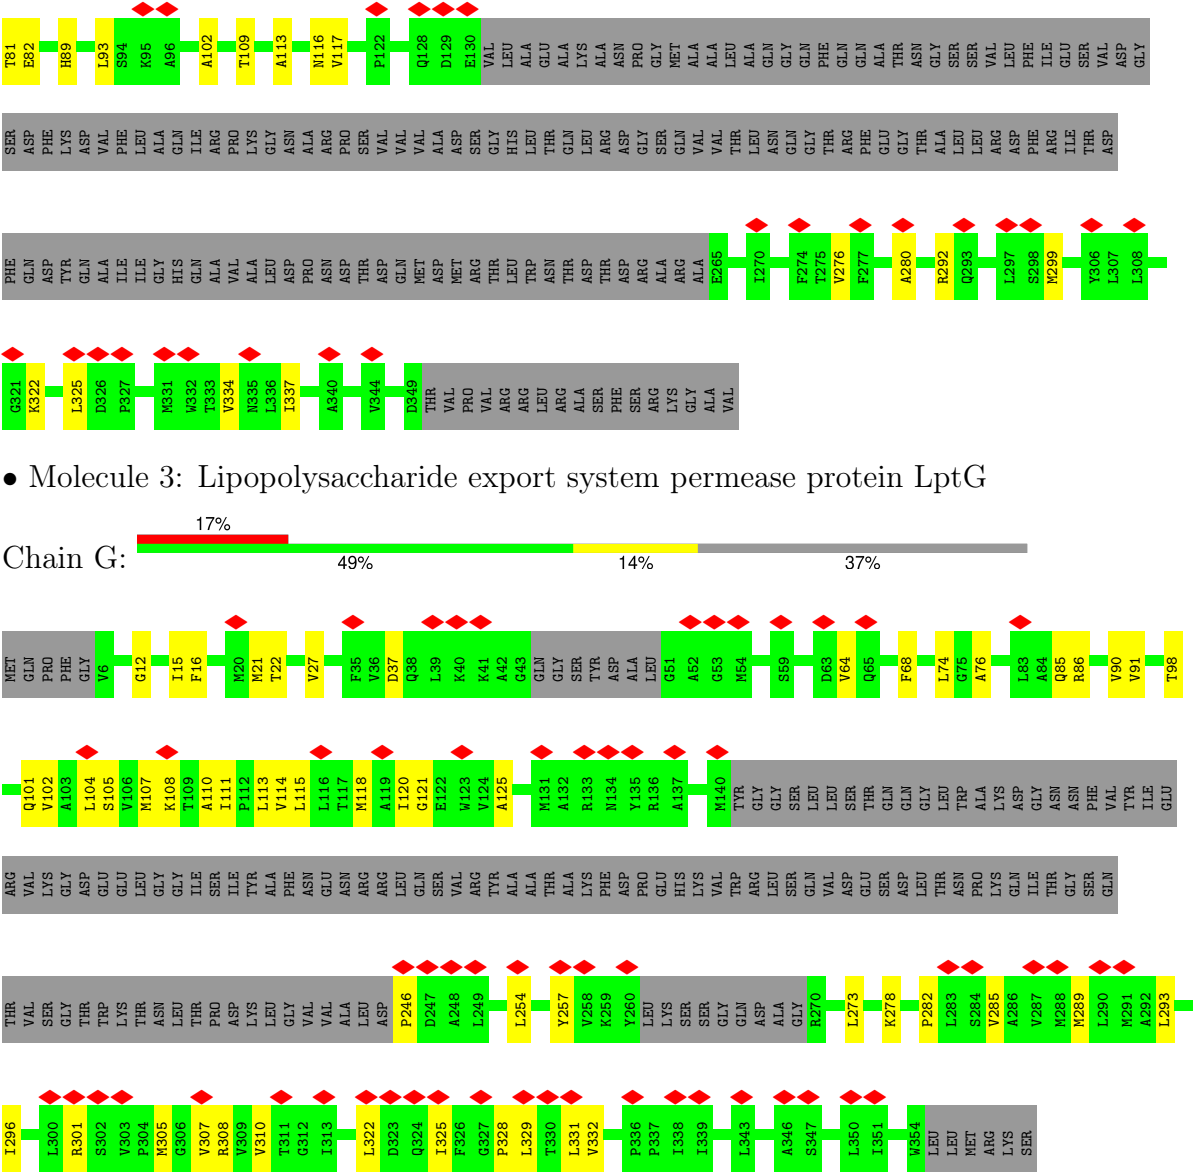 T81 E82 H89 L93 S94 K95 A96 A102 T109 A113 N116 V117 P122 Q128 D129 E130 VAL LEU ALA GLU ALA LYS ALA ASN PRO GLY MET ALA ALA LEU ALA GLN GLY GLN PHE GLN GLN ALA THR ASN GLY SER SER VAL LEU PHE ILE GLU SER VAL ASP GLY
SER ASP PHE LYS ASP VAL PHE LEU ALA GLN ILE ARG PRO LYS GLY ASN ALA ARG PRO SER VAL VAL VAL ALA ASP SER GLY HIS LEU THR GLN LEU ARG ASP GLY SER GLN VAL VAL THR LEU ASN GLN GLY THR ARG PHE GLU GLY THR ALA LEU LEU ARG ASP PHE ARG ILE THR ASP
PHE GLN ASP TYR GLN ALA ILE ILE GLY HIS GLN ALA VAL ALA LEU ASP PRO ASN ASP THR ASP GLN MET ASP MET ARG THR LEU TRP ASN THR ASP THR ASP ARG ALA ARG ALA E265 I270 F274 T275 V276 F277 A280 R292 Q293 L297 S298 M299 Y306 L307 L308
G321 K322 L325 D326 P327 M331 W332 T333 V334 N335 L336 I337 A340 V344 D349 THR VAL PRO VAL ARG ARG LEU ARG ALA SER PHE SER ARG LYS GLY ALA VAL
• Molecule 3: Lipopolysaccharide export system permease protein LptG
17%
Chain G:
49% 14% 37%
MET GLN PRO PHE GLY V6 G12 I15 F16 M20 M21 T22 V27 F35 V36 D37 Q38 L39 K40 K41 A42 G43 GLN GLY SER TYR ASP ALA LEU G51 A52 G53 M54 S59 D63 V64 Q65 F68 L74 G75 A76 L83 A84 Q85 R86 V90 V91 T98
Q101 V102 A103 L104 S105 V106 M107 K108 T109 A110 I111 P112 L113 V114 L115 L116 T117 M118 A119 I120 G121 E122 W123 V124 A125 M131 A132 R133 N134 Y135 R136 A137 M140 TYR GLY GLY SER LEU LEU SER THR GLN GLN GLY LEU TRP ALA LYS ASP GLY ASN ASN PHE VAL TYR ILE GLU
ARG VAL LYS GLY ASP GLU GLU LEU GLY GLY ILE SER ILE TYR ALA PHE ASN GLU ASN ARG ARG LEU GLN SER VAL ARG TYR ALA ALA THR ALA LYS PHE ASP PRO GLU HIS LYS VAL TRP ARG LEU SER GLN VAL ASP GLU SER ASP LEU THR ASN PRO LYS GLN ILE THR GLY SER GLN
THR VAL SER GLY THR TRP LYS THR ASN LEU THR PRO ASP LYS LEU GLY VAL VAL ALA LEU ASP P246 D247 A248 L249 L254 Y257 V258 K259 Y260 LEU LYS SER SER GLY GLN ASP ALA GLY R270 L273 K278 P282 L283 S284 V285 A286 V287 M288 M289 L290 M291 A292 L293
I296 L300 R301 S302 V303 P304 M305 G306 V307 R308 V309 V310 T311 G312 I313 L322 D323 Q324 I325 F326 G327 P328 L329 T330 L331 V332 P336 P337 I338 I339 L343 A346 S347 L350 I351 W354 LEU LEU MET ARG LYS SER